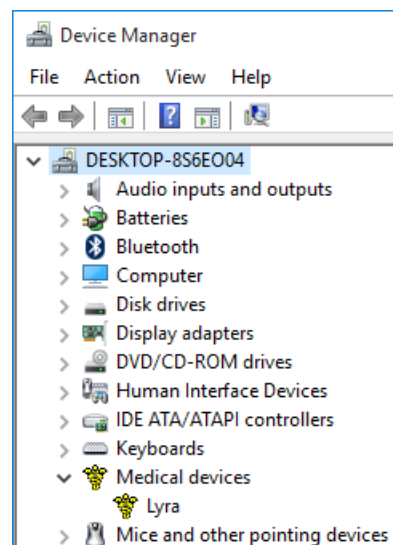 Device Manager
File Action View Help
DESKTOP-8S6EO04
Audio inputs and outputs
Batteries
Bluetooth
Computer
Disk drives
Display adapters
DVD/CD-ROM drives
Human Interface Devices
IDE ATA/ATAPI controllers
Keyboards
Medical devices
Lyra
Mice and other pointing devices